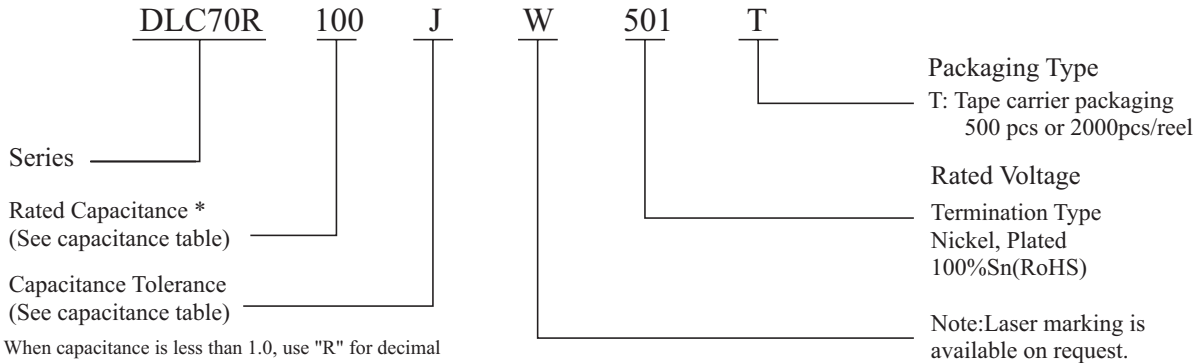 DLC70R 100 J W 501 T
Packaging Type
T: Tape carrier packaging
500 pcs or 2000pcs/reel
Series
Rated Voltage
Rated Capacitance *
(See capacitance table)
Termination Type
Nickel, Plated
100%Sn(RoHS)
Capacitance Tolerance
(See capacitance table)
Note:Laser marking is
available on request.
When capacitance is less than 1.0, use "R" for decimal